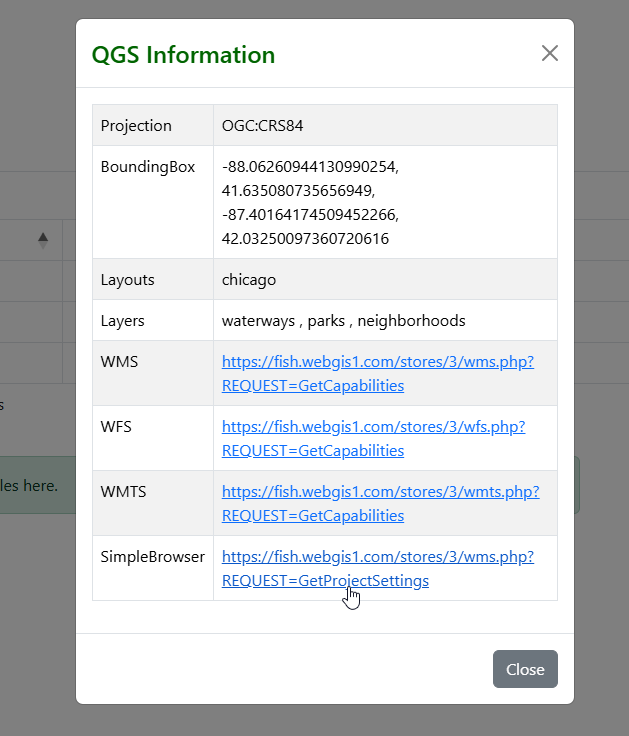 QGS Information
Projection OGC:CRS84
BoundingBox -88.06260944130990254,
41.635080735656949,
-87.40164174509452266,
42.03250097360720616
Layouts chicago
Layers waterways , parks , neighborhoods
WMS https://fish.webgis1.com/stores/3/wms.php?
REQUEST=GetCapabilities
s
WFS https://fish.webgis1.com/stores/3/wfs.php?
REQUEST=GetCapabilities
les here.
WMTS https://fish.webgis1.com/stores/3/wmts.php?
REQUEST=GetCapabilities
SimpleBrowser https://fish.webgis1.com/stores/3/wms.php?
REQUEST=GetProjectSettings
Close